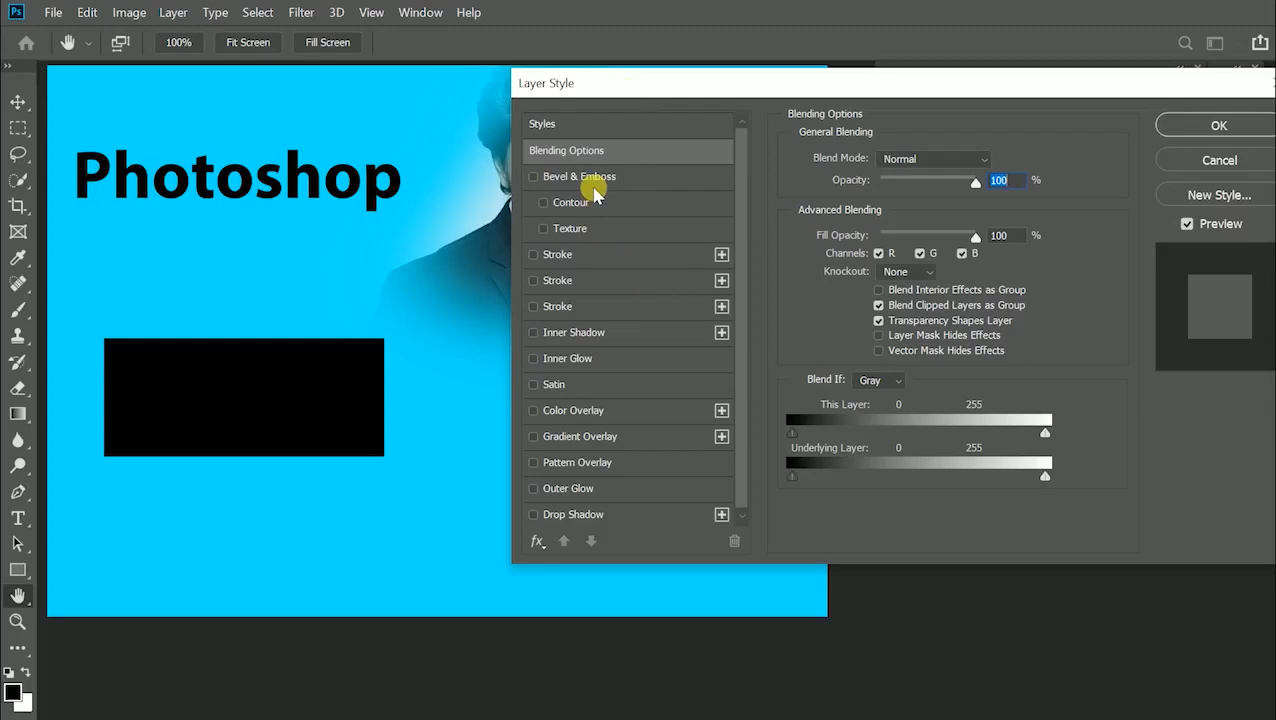 Ps File Edit Image Layer Type Select Filter 3D View Window Help
100% Fit Screen Fill Screen
Photoshop
Layer Style
Styles
Blending Options
Bevel & Emboss
Contour
Texture
Stroke
Stroke
Stroke
Inner Shadow
Inner Glow
Satin
Color Overlay
Gradient Overlay
Pattern Overlay
Outer Glow
Drop Shadow
fx
Blending Options
General Blending
Blend Mode: Normal
Opacity: 100 %
Advanced Blending
Fill Opacity: 100 %
Channels: R G B
Knockout: None
Blend Interior Effects as Group
Blend Clipped Layers as Group
Transparency Shapes Layer
Layer Mask Hides Effects
Vector Mask Hides Effects
Blend If: Gray
This Layer: 0 255
Underlying Layer: 0 255
OK
Cancel
New Style...
Preview